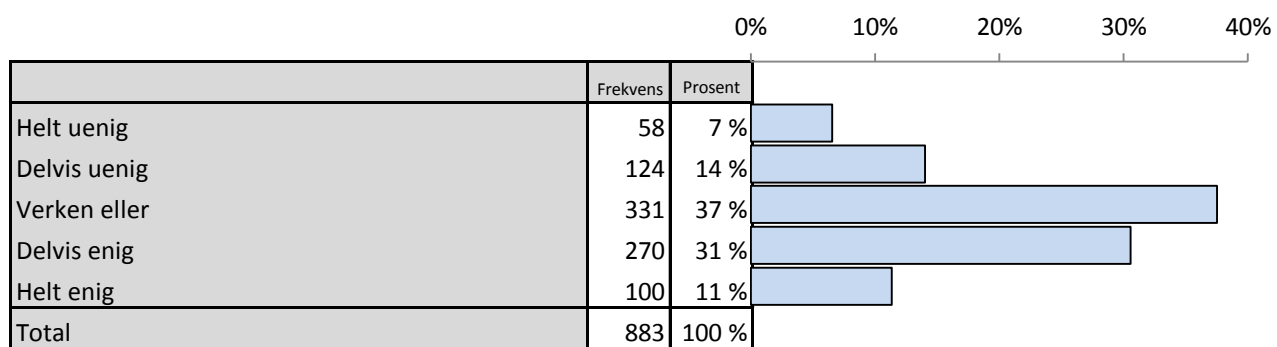 0% 10% 20% 30% 40%
Frekvens Prosent
Helt uenig 58 7 %
Delvis uenig 124 14 %
Verken eller 331 37 %
Delvis enig 270 31 %
Helt enig 100 11 %
Total 883 100 %